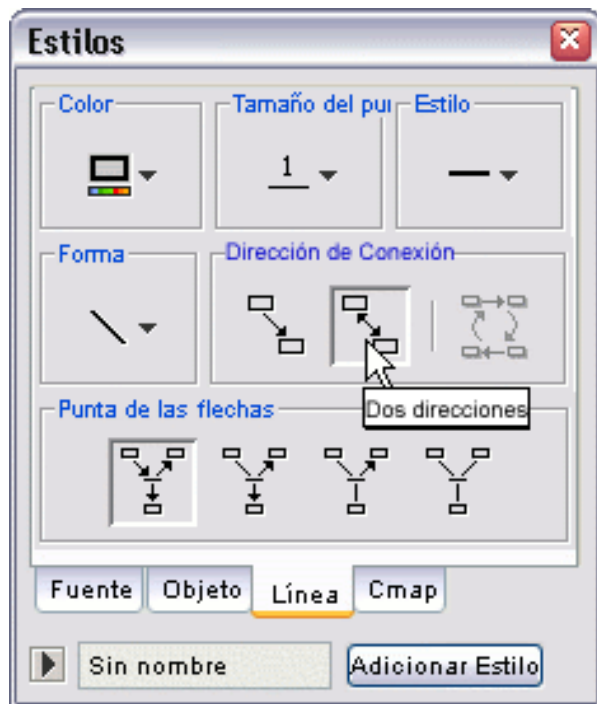 Estilos
Color
Tamaño del pu
Estilo
1
Forma
Dirección de Conexión
Dos direcciones
Punta de las flechas
Fuente
Objeto
Línea
Cmap
Sin nombre
Adicionar Estilo